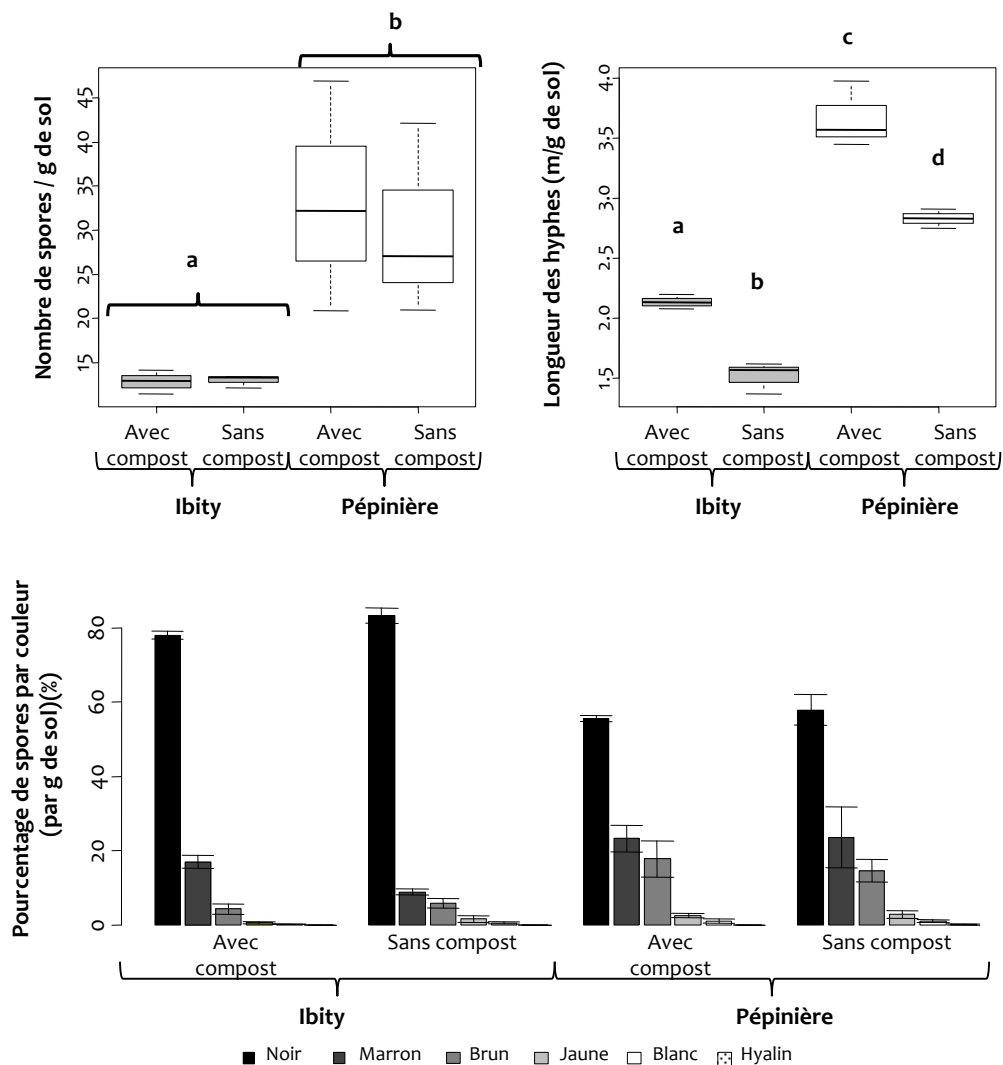 b
a
Nombre de spores / g de sol
45
40
35
30
25
20
15
Avec compost
Sans compost
Avec compost
Sans compost
Ibity
Pépinière
c
d
a
b
Longueur des hyphes (m/g de sol)
4.0
3.5
3.0
2.5
2.0
1.5
Avec compost
Sans compost
Avec compost
Sans compost
Ibity
Pépinière
Pourcentage de spores par couleur
(par g de sol)(%)
80
60
40
20
0
Avec compost
Sans compost
Avec compost
Sans compost
Ibity
Pépinière
Noir Marron Brun Jaune Blanc Hyalin